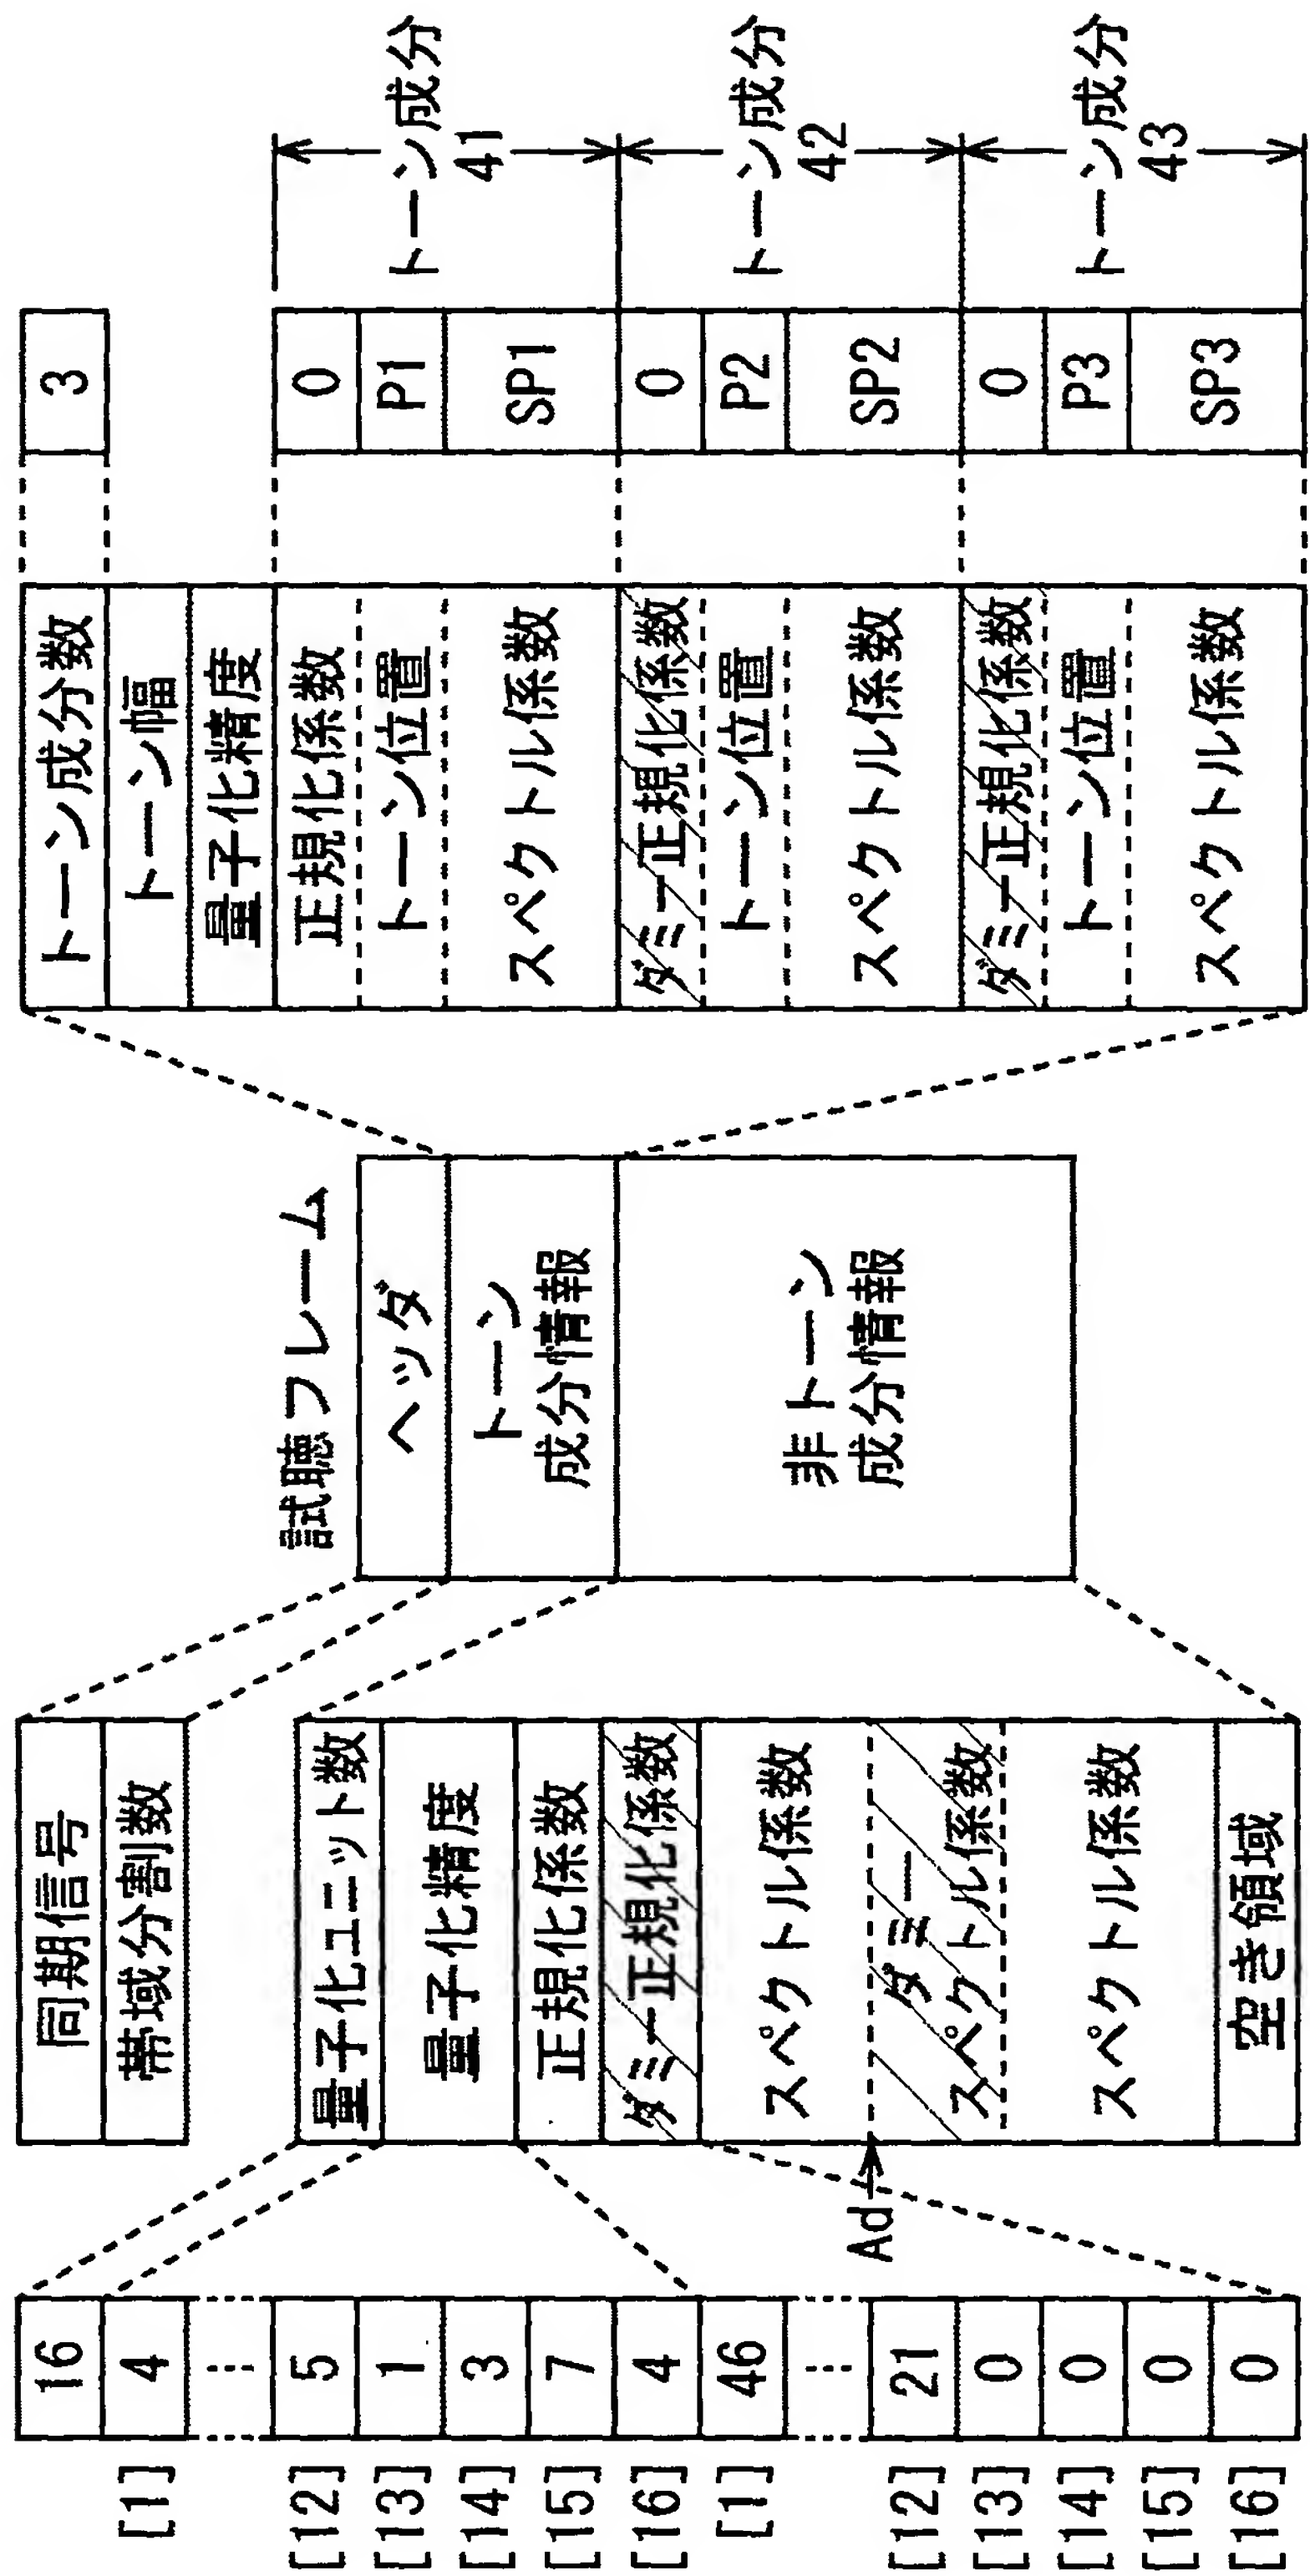 [1]
[12]
[13]
[14]
[15]
[16]
[1]
[12]
[13]
[14]
[15]
[16]
16
4
5
1
3
7
4
46
21
0
0
0
0
Ad
同期信号
帯域分割数
量子化ユニット数
量子化精度
正規化係数
ダミー正規化係数
スペクトル係数
ダミー
スペクトル係数
スペクトル係数
空き領域
試聴フレーム
ヘッダ
トーン
成分情報
非トーン
成分情報
トーン成分数
トーン幅
量子化精度
正規化係数
トーン位置
スペクトル係数
ダミー正規化係数
トーン位置
スペクトル係数
ダミー正規化係数
トーン位置
スペクトル係数
3
0
P1
SP1
0
P2
SP2
0
P3
SP3
トーン成分
41
トーン成分
42
トーン成分
43